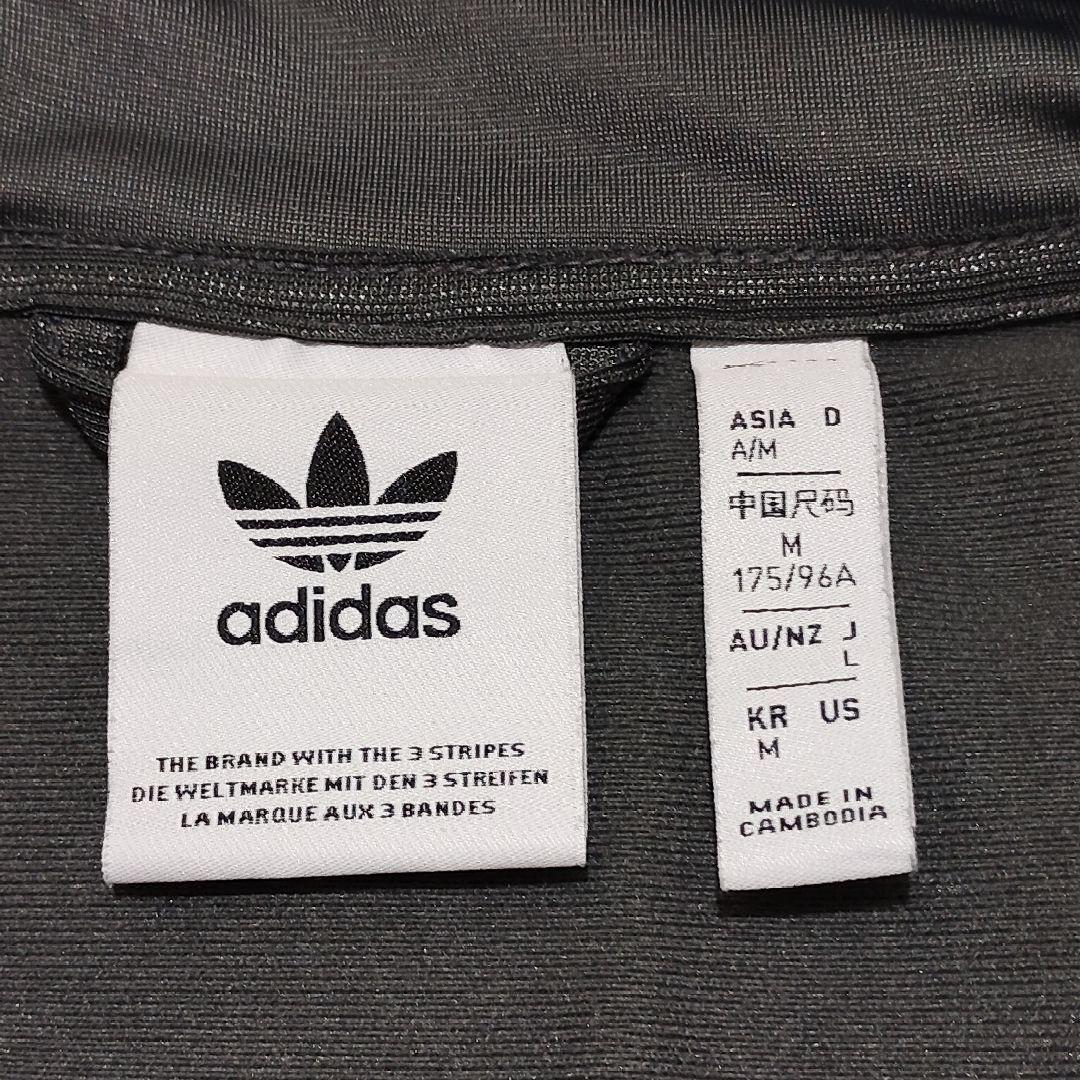 adidas
THE BRAND WITH THE 3 STRIPES
DIE WELTMARKE MIT DEN 3 STREIFEN
LA MARQUE AUX 3 BANDES
ASIA D
A/M
中国尺码
M
175/96A
AU/NZ J
L
KR US
M
MADE IN
CAMBODIA